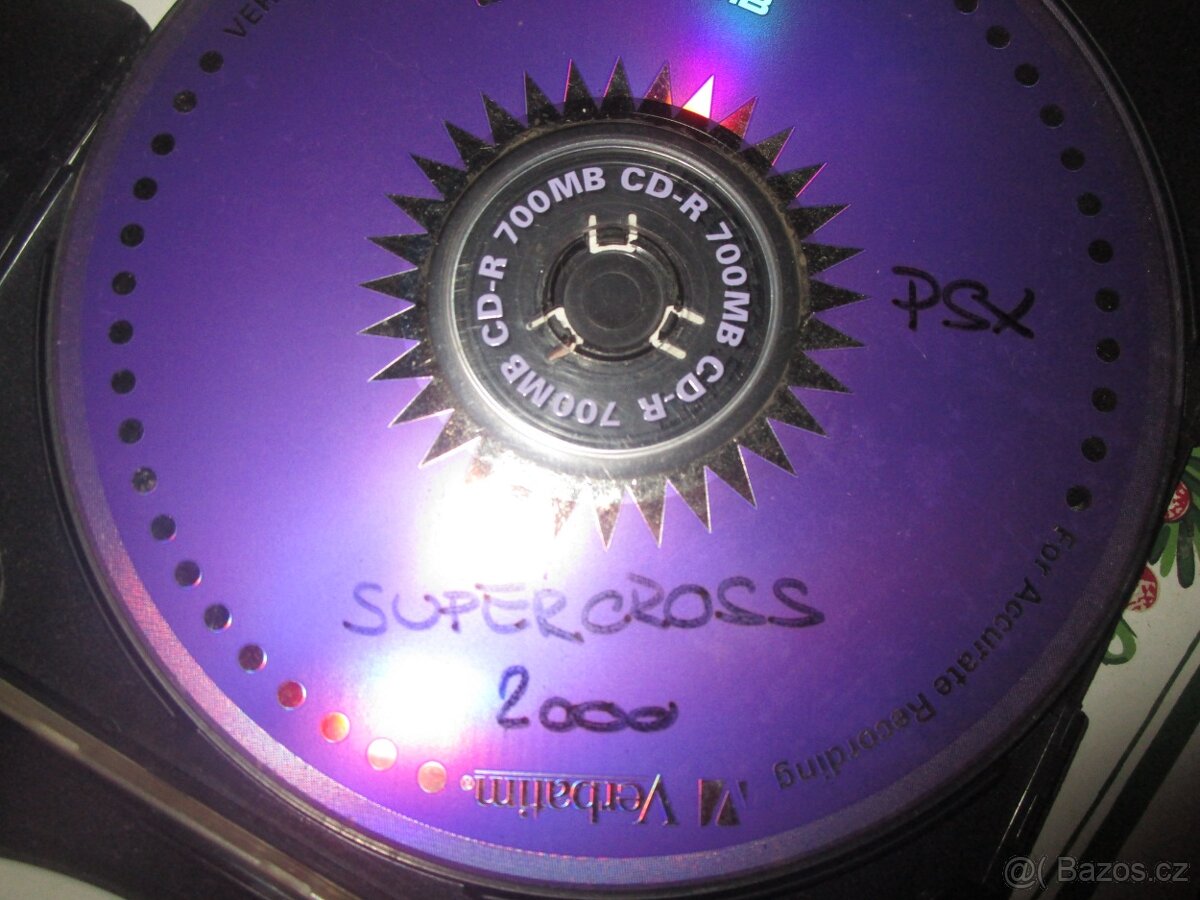 CD-R 700MB CD-R 700MB CD-R 700MB
PSX
SUPERCROSS
2000
For Accurate Recording
Verbatim®
@( Bazos.cz